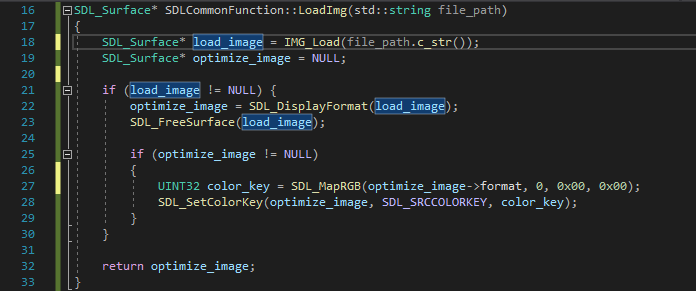 16 SDL_Surface* SDLCommonFunction::LoadImg(std::string file_path)
17 {
18 SDL_Surface* load_image = IMG_Load(file_path.c_str());
19 SDL_Surface* optimize_image = NULL;
20
21 if (load_image != NULL) {
22 optimize_image = SDL_DisplayFormat(load_image);
23 SDL_FreeSurface(load_image);
24
25 if (optimize_image != NULL)
26 {
27 UINT32 color_key = SDL_MapRGB(optimize_image->format, 0, 0x00, 0x00);
28 SDL_SetColorKey(optimize_image, SDL_SRCCOLORKEY, color_key);
29 }
30 }
31
32 return optimize_image;
33 }